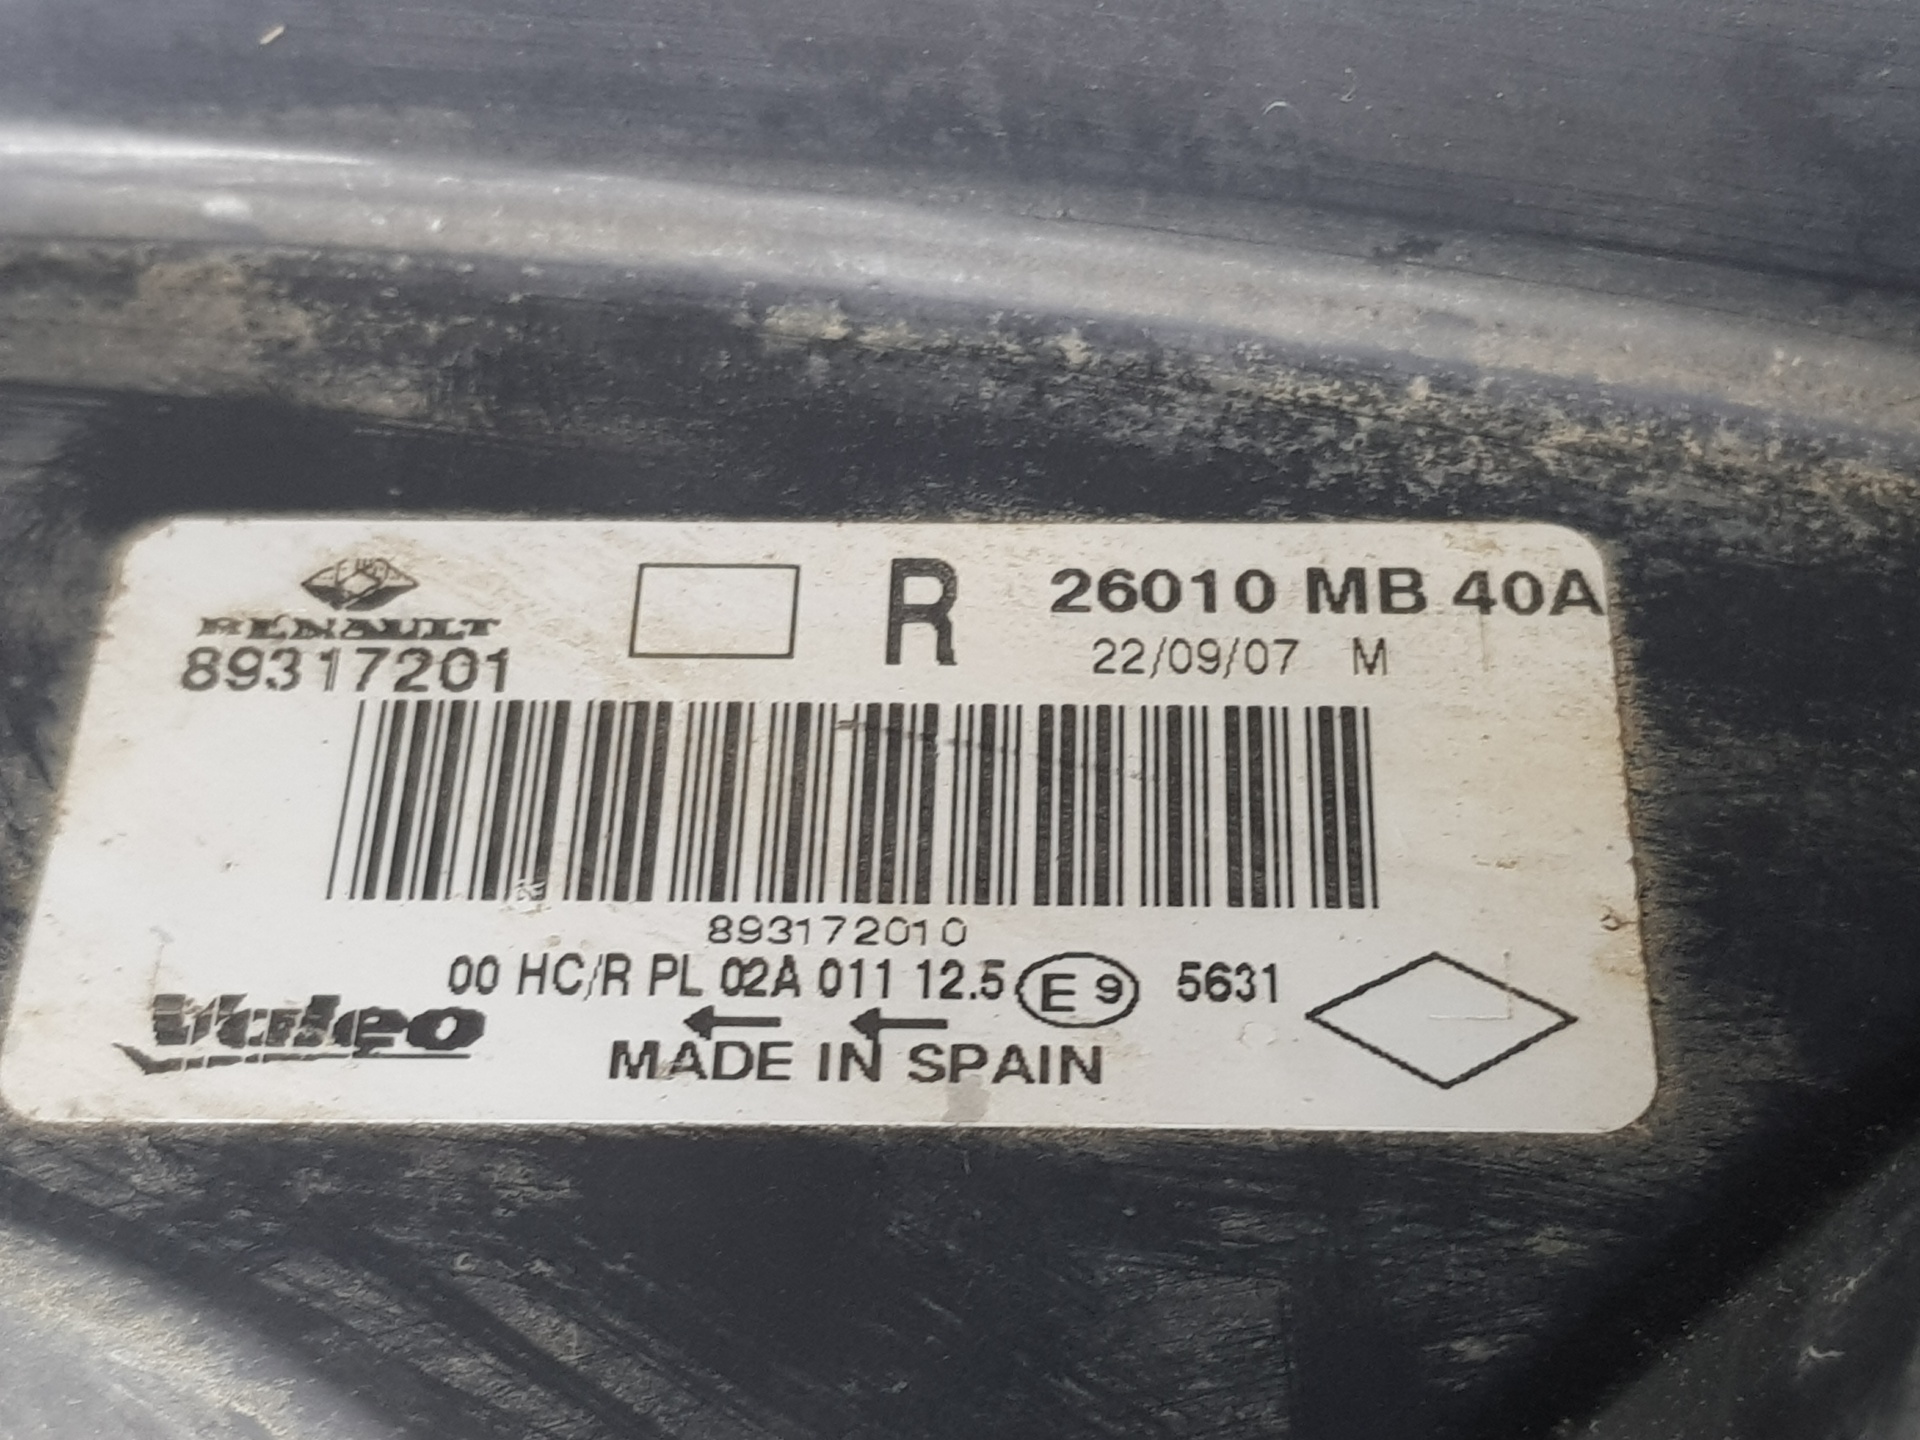 RENAULT
89317201
R
26010 MB 40A
22/09/07 M
893172010
00 HC/R PL 02A 011 12.5 E 9 5631
Valeo
MADE IN SPAIN